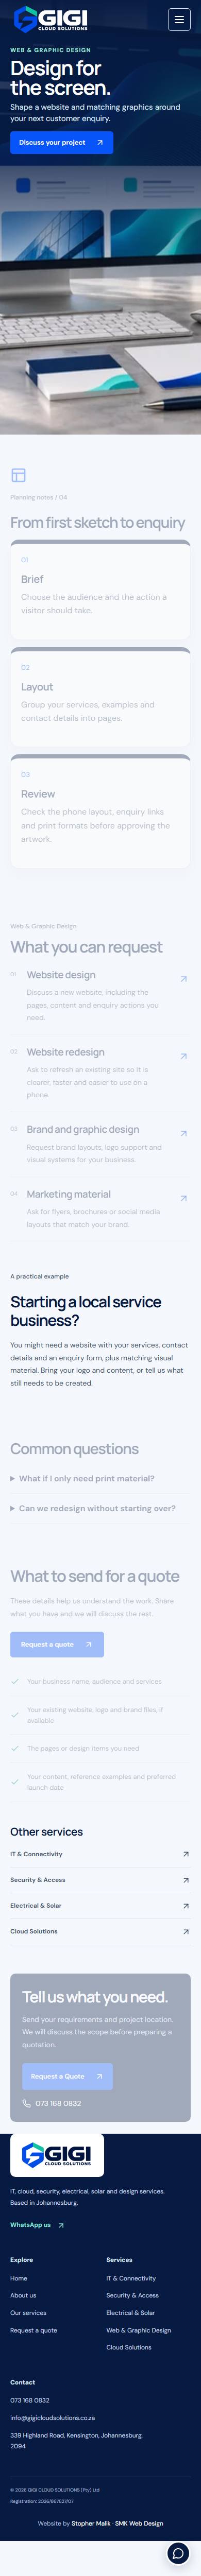 GIGI
CLOUD SOLUTIONS
WEB & GRAPHIC DESIGN
Design for
the screen.
Shape a website and matching graphics around
your next customer enquiry.
Discuss your project
Planning notes / 04
From first sketch to enquiry
01
Brief
Choose the audience and the action a
visitor should take.
02
Layout
Group your services, examples and
contact details into pages.
03
Review
Check the phone layout, enquiry links
and print formats before approving the
artwork.
Web & Graphic Design
What you can request
01
Website design
Discuss a new website, including the
pages, content and enquiry actions you
need.
02
Website redesign
Ask to refresh an existing site so it is
clearer, faster and easier to use on a
phone.
03
Brand and graphic design
Request brand layouts, logo support and
visual systems for your business.
04
Marketing material
Ask for flyers, brochures or social media
layouts that match your brand.
A practical example
Starting a local service
business?
You might need a website with your services, contact
details and an enquiry form, plus matching visual
material. Bring your logo and content, or tell us what
still needs to be created.
Common questions
What if I only need print material?
Can we redesign without starting over?
What to send for a quote
These details help us understand the work. Share
what you have and we will discuss the rest.
Request a quote
Your business name, audience and services
Your existing website, logo and brand files, if
available
The pages or design items you need
Your content, reference examples and preferred
launch date
Other services
IT & Connectivity
Security & Access
Electrical & Solar
Cloud Solutions
Tell us what you need.
Send your requirements and project location.
We will discuss the scope before preparing a
quotation.
Request a Quote
073 168 0832
GIGI
CLOUD SOLUTIONS
IT, cloud, security, electrical, solar and design services.
Based in Johannesburg.
WhatsApp us
Explore
Home
About us
Our services
Request a quote
Services
IT & Connectivity
Security & Access
Electrical & Solar
Web & Graphic Design
Cloud Solutions
Contact
073 168 0832
info@gigicloudsolutions.co.za
339 Highland Road, Kensington, Johannesburg,
2094
© 2026 GIGI CLOUD SOLUTIONS (Pty) Ltd
Registration: 2026/867627/07
Website by Stopher Malik · SMK Web Design